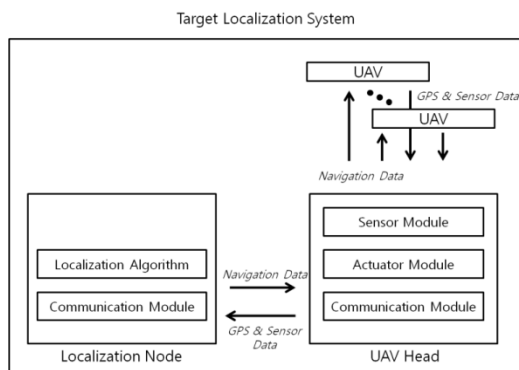 Target Localization System
UAV
GPS & Sensor Data
UAV
Navigation Data
Sensor Module
Localization Algorithm
Actuator Module
Navigation Data
Communication Module
Communication Module
GPS & Sensor
Data
Localization Node
UAV Head